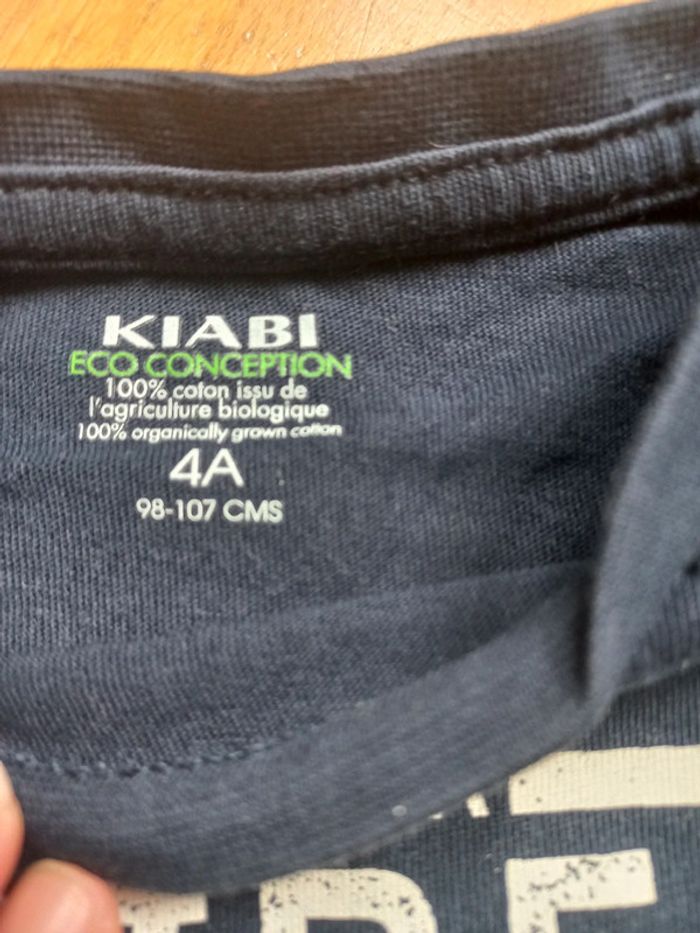 KIABI
ECO CONCEPTION
100% coton issu de
l'agriculture biologique
100% organically grown cotton
4A
98-107 CMS